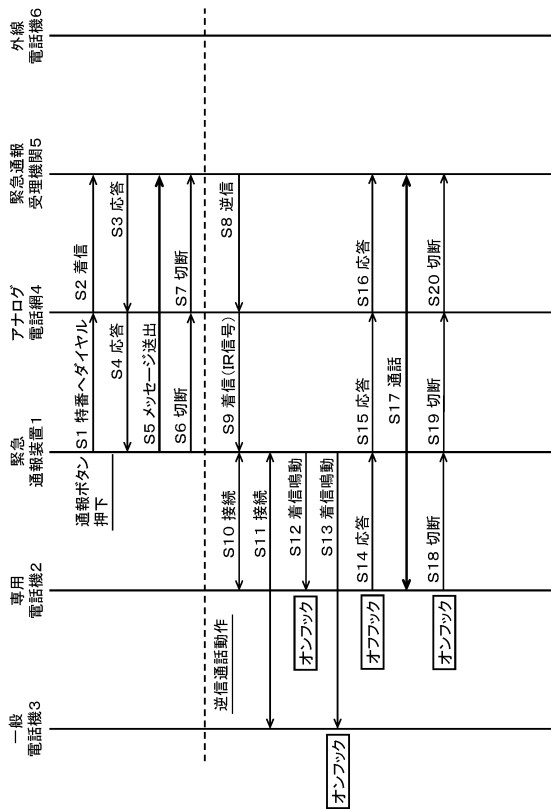 一般
電話機3
専用
電話機2
緊急
通報装置1
アナログ
電話網4
緊急通報
受理機関5
外線
電話機6
通報ボタン
押下
S1 特番へダイヤル
S2 着信
S3 応答
S4 応答
S5 メッセージ送出
S6 切断
S7 切断
逆信通話動作
S8 逆信
S9 着信(IR信号)
S10 接続
S11 接続
S12 着信鳴動
オンフック
S13 着信鳴動
オンフック
S14 応答
S15 応答
S16 応答
オフフック
S17 通話
S18 切断
S19 切断
S20 切断
オンフック